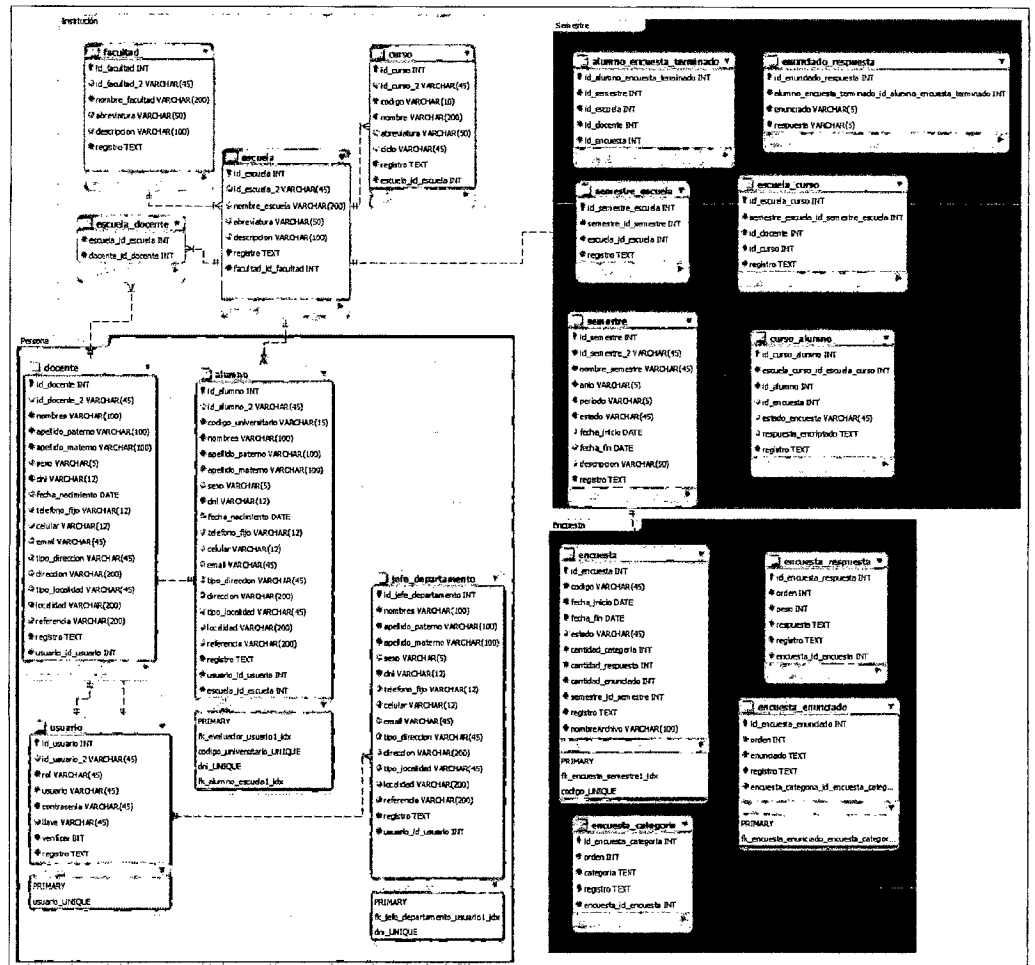 Institución
facultad
id_facultad INT
id_facultad_2 VARCHAR(45)
nombre_facultad VARCHAR(200)
abreviatura VARCHAR(50)
descripcion VARCHAR(100)
registro TEXT
curso
id_curso INT
id_curso_2 VARCHAR(45)
codigo VARCHAR(10)
nombre VARCHAR(200)
abreviatura VARCHAR(50)
ciclo VARCHAR(45)
registro TEXT
escuela_id_escuela INT
escuela
id_escuela INT
id_escuela_2 VARCHAR(45)
nombre_escuela VARCHAR(200)
abreviatura VARCHAR(50)
descripcion VARCHAR(100)
registro TEXT
facultad_id_facultad INT
escuela_docente
escuela_id_escuela INT
docente_id_docente INT
Persona
docente
id_docente INT
id_docente_2 VARCHAR(45)
nombres VARCHAR(100)
apellido_paterno VARCHAR(100)
apellido_materno VARCHAR(100)
sexo VARCHAR(5)
dni VARCHAR(12)
fecha_nacimiento DATE
telefono_fijo VARCHAR(12)
celular VARCHAR(12)
email VARCHAR(45)
tipo_direccion VARCHAR(45)
direccion VARCHAR(200)
tipo_localidad VARCHAR(45)
localidad VARCHAR(200)
referencia VARCHAR(200)
registro TEXT
usuario_id_usuario INT
alumno
id_alumno INT
id_alumno_2 VARCHAR(45)
codigo_universitario VARCHAR(15)
nombres VARCHAR(100)
apellido_paterno VARCHAR(100)
apellido_materno VARCHAR(100)
sexo VARCHAR(5)
dni VARCHAR(12)
fecha_nacimiento DATE
telefono_fijo VARCHAR(12)
celular VARCHAR(12)
email VARCHAR(45)
tipo_direccion VARCHAR(45)
direccion VARCHAR(200)
tipo_localidad VARCHAR(45)
localidad VARCHAR(200)
referencia VARCHAR(200)
registro TEXT
usuario_id_usuario INT
escuela_id_escuela INT
PRIMARY
fk_evaluador_usuario1_idx
codigo_universitario_UNIQUE
dni_UNIQUE
fk_alumno_escuela1_idx
jefe_departamento
id_jefe_departamento INT
nombres VARCHAR(100)
apellido_paterno VARCHAR(100)
apellido_materno VARCHAR(100)
sexo VARCHAR(5)
dni VARCHAR(12)
telefono_fijo VARCHAR(12)
celular VARCHAR(12)
email VARCHAR(45)
tipo_direccion VARCHAR(45)
direccion VARCHAR(200)
tipo_localidad VARCHAR(45)
localidad VARCHAR(200)
referencia VARCHAR(200)
registro TEXT
usuario_id_usuario INT
PRIMARY
fk_jefe_departamento_usuario1_idx
dni_UNIQUE
usuario
id_usuario INT
id_usuario_2 VARCHAR(45)
rol VARCHAR(45)
usuario VARCHAR(45)
contrasenia VARCHAR(45)
llave VARCHAR(45)
verificar BIT
registro TEXT
PRIMARY
usuario_UNIQUE
Semestre
alumno_encuesta_terminado
id_alumno_encuesta_terminado INT
id_semestre INT
id_escuela INT
id_docente INT
id_encuesta INT
enunciado_respuesta
id_enunciado_respuesta INT
alumno_encuesta_terminado_id_alumno_encuesta_terminado INT
enunciado VARCHAR(5)
respuesta VARCHAR(5)
semestre_escuela
id_semestre_escuela INT
semestre_id_semestre INT
escuela_id_escuela INT
registro TEXT
escuela_curso
id_escuela_curso INT
semestre_escuela_id_semestre_escuela INT
id_docente INT
id_curso INT
registro TEXT
semestre
id_semestre INT
id_semestre_2 VARCHAR(45)
nombre_semestre VARCHAR(45)
anio VARCHAR(5)
periodo VARCHAR(5)
estado VARCHAR(45)
fecha_inicio DATE
fecha_fin DATE
descripcion VARCHAR(50)
registro TEXT
curso_alumno
id_curso_alumno INT
escuela_curso_id_escuela_curso INT
id_alumno INT
id_encuesta INT
estado_encuesta VARCHAR(45)
respuesta_encriptado TEXT
registro TEXT
Encuesta
encuesta
id_encuesta INT
codigo VARCHAR(45)
fecha_inicio DATE
fecha_fin DATE
estado VARCHAR(45)
cantidad_categoria INT
cantidad_respuesta INT
cantidad_enunciado INT
semestre_id_semestre INT
registro TEXT
nombreArchivo VARCHAR(100)
PRIMARY
fk_encuesta_semestre1_idx
codigo_UNIQUE
encuesta_respuesta
id_encuesta_respuesta INT
orden INT
peso INT
respuesta TEXT
registro TEXT
encuesta_id_encuesta INT
encuesta_enunciado
id_encuesta_enunciado INT
orden INT
enunciado TEXT
registro TEXT
encuesta_categoria_id_encuesta_categ...
PRIMARY
fk_encuesta_enunciado_encuesta_categor...
encuesta_categoria
id_encuesta_categoria INT
orden INT
categoria TEXT
registro TEXT
encuesta_id_encuesta INT